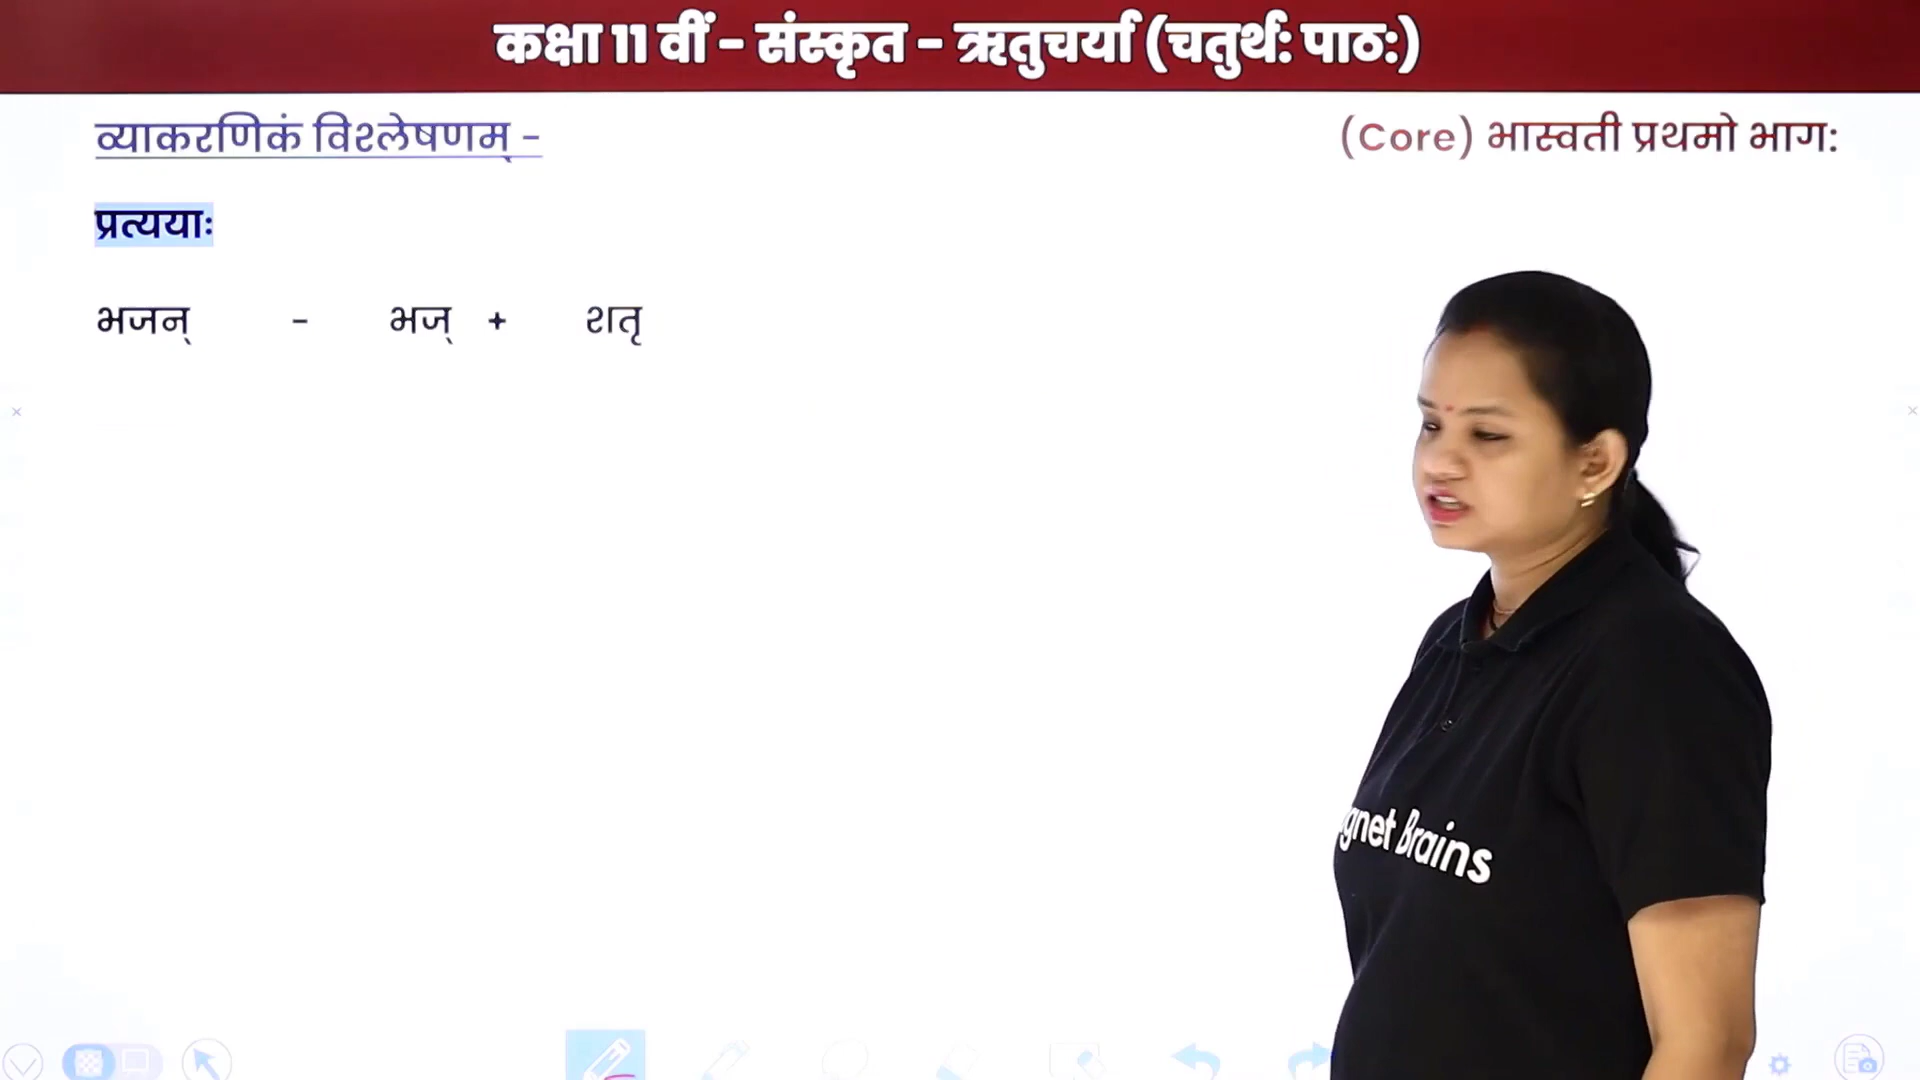 कक्षा 11 वीं - संस्कृत - ऋतुचर्या (चतुर्थ: पाठ:)
व्याकरणिकं विश्लेषणम् -
(Core) भास्वती प्रथमो भाग:
प्रत्ययाः
भजन् - भज् + शतृ
gnet Brains